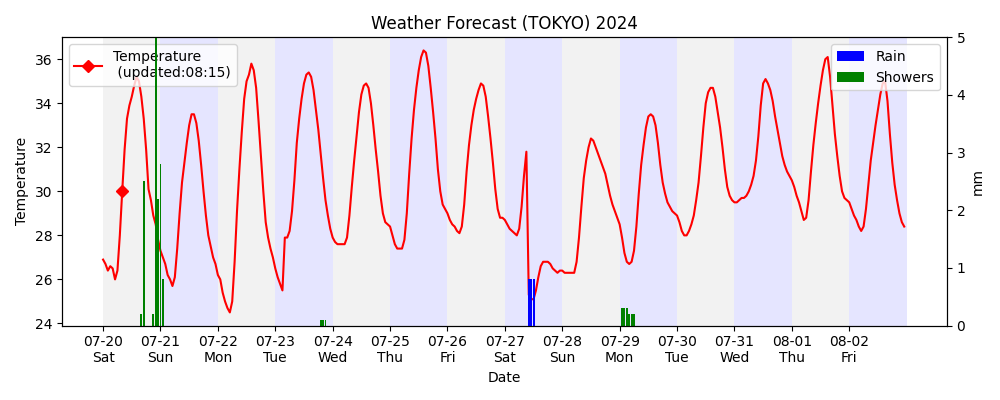 Weather Forecast (TOKYO) 2024
Temperature
(updated:08:15)
Rain
Showers
Temperature
36
34
32
30
28
26
24
5
4
3
2
1
0
mm
07-20 07-21 07-22 07-23 07-24 07-25 07-26 07-27 07-28 07-29 07-30 07-31 08-01 08-02
Sat Sun Mon Tue Wed Thu Fri Sat Sun Mon Tue Wed Thu Fri
Date